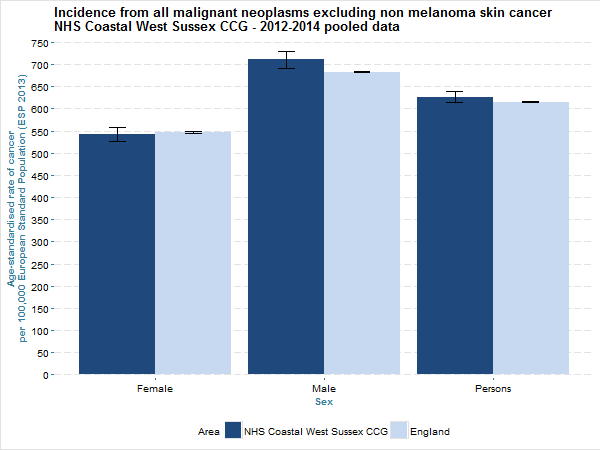 Incidence from all malignant neoplasms excluding non melanoma skin cancer
NHS Coastal West Sussex CCG - 2012-2014 pooled data
Age-standardised rate of cancer
per 100,000 European Standard Population (ESP 2013)
750
700
650
600
550
500
450
400
350
300
250
200
150
100
50
0
Female Male Persons
Sex
Area NHS Coastal West Sussex CCG England